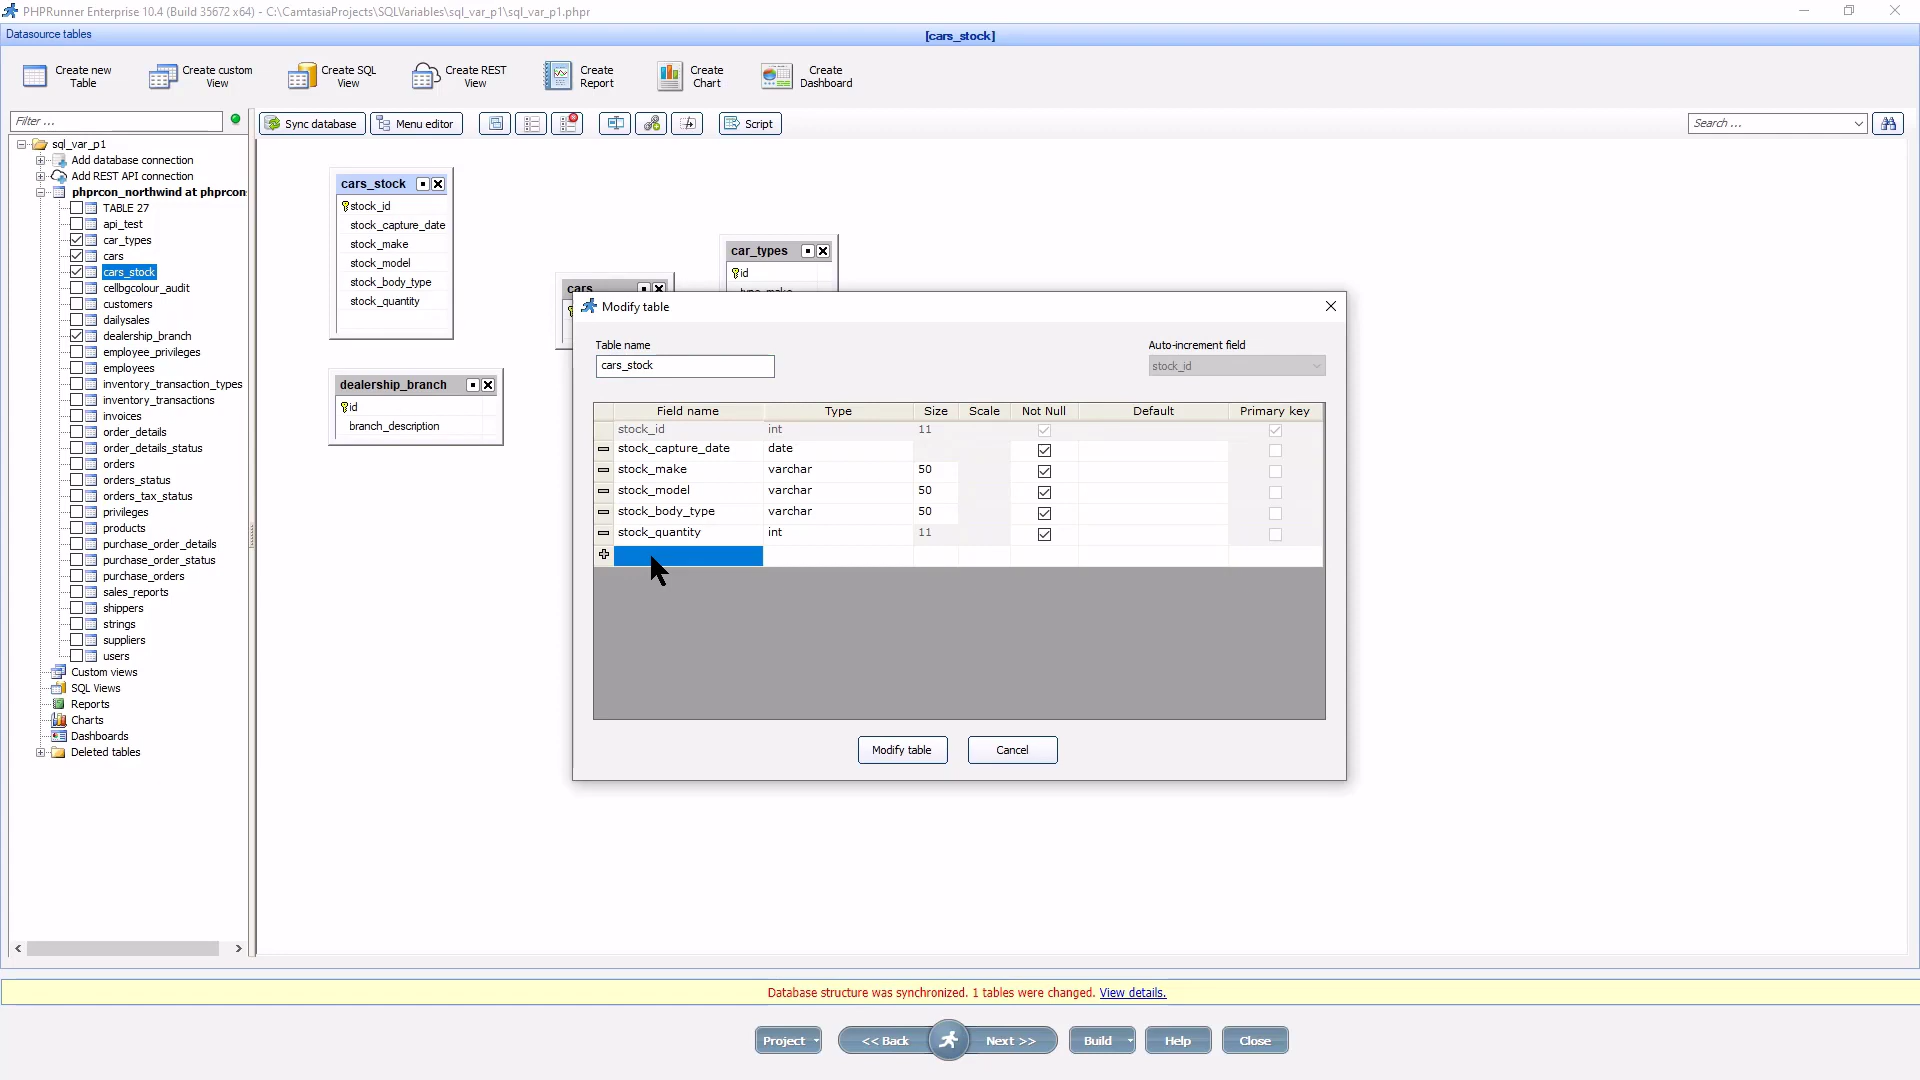 PHPRunner Enterprise 10.4 (Build 35672 x64) - C:\CamtasiaProjects\SQLVariables\sql_var_p1\sql_var_p1.phpr
Datasource tables
[cars_stock]
Create new Table
Create custom View
Create SQL View
Create REST View
Create Report
Create Chart
Create Dashboard
Filter ...
Sync database
Menu editor
Script
Search ...
sql_var_p1
Add database connection
Add REST API connection
phprcon_northwind at phprcon
TABLE 27
api_test
car_types
cars
cars_stock
cellbgcolour_audit
customers
dailysales
dealership_branch
employee_privileges
employees
inventory_transaction_types
inventory_transactions
invoices
order_details
order_details_status
orders
orders_status
orders_tax_status
privileges
products
purchase_order_details
purchase_order_status
purchase_orders
sales_reports
shippers
strings
suppliers
users
Custom views
SQL Views
Reports
Charts
Dashboards
Deleted tables
cars_stock
stock_id
stock_capture_date
stock_make
stock_model
stock_body_type
stock_quantity
dealership_branch
id
branch_description
cars
car_types
id
Modify table
Table name
cars_stock
Auto-increment field
stock_id
Field name Type Size Scale Not Null Default Primary key
stock_id int 11
stock_capture_date date
stock_make varchar 50
stock_model varchar 50
stock_body_type varchar 50
stock_quantity int 11
Modify table
Cancel
Database structure was synchronized. 1 tables were changed. View details.
Project
<< Back
Next >>
Build
Help
Close